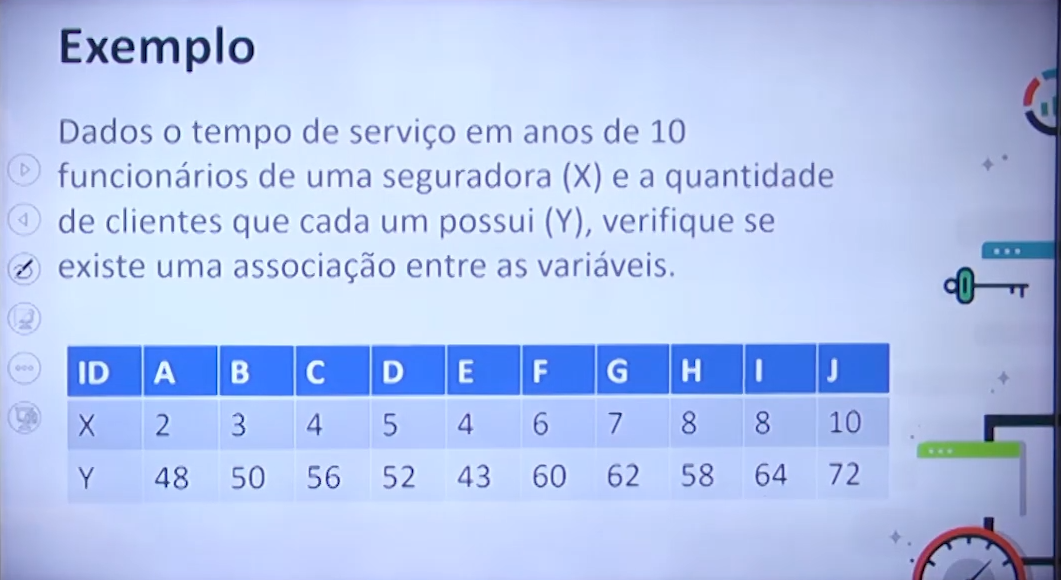 Exemplo
Dados o tempo de serviço em anos de 10
funcionários de uma seguradora (X) e a quantidade
de clientes que cada um possui (Y), verifique se
existe uma associação entre as variáveis.
ID A B C D E F G H I J
X 2 3 4 5 4 6 7 8 8 10
Y 48 50 56 52 43 60 62 58 64 72